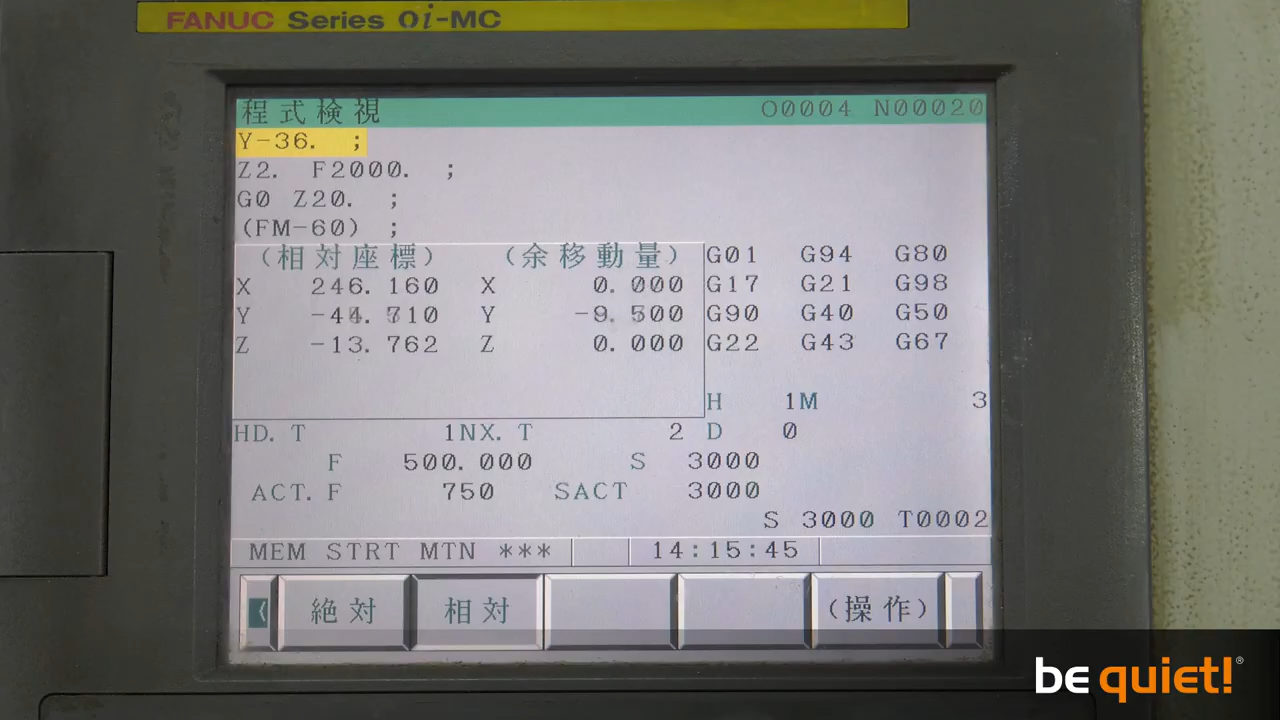 FANUC Series 0i-MC
程式検視 O0004 N00020
Y-36. ;
Z2. F2000. ;
G0 Z20. ;
(FM-60) ;
(相対座標) (余移動量) G01 G94 G80
X 246.160 X 0.000 G17 G21 G98
Y -44.710 Y -9.500 G90 G40 G50
Z -13.762 Z 0.000 G22 G43 G67
H 1M 3
HD.T 1NX.T 2 D 0
F 500.000 S 3000
ACT.F 750 SACT 3000
S 3000 T0002
MEM STRT MTN *** 14:15:45
絶対 相対 (操作)
be quiet!®